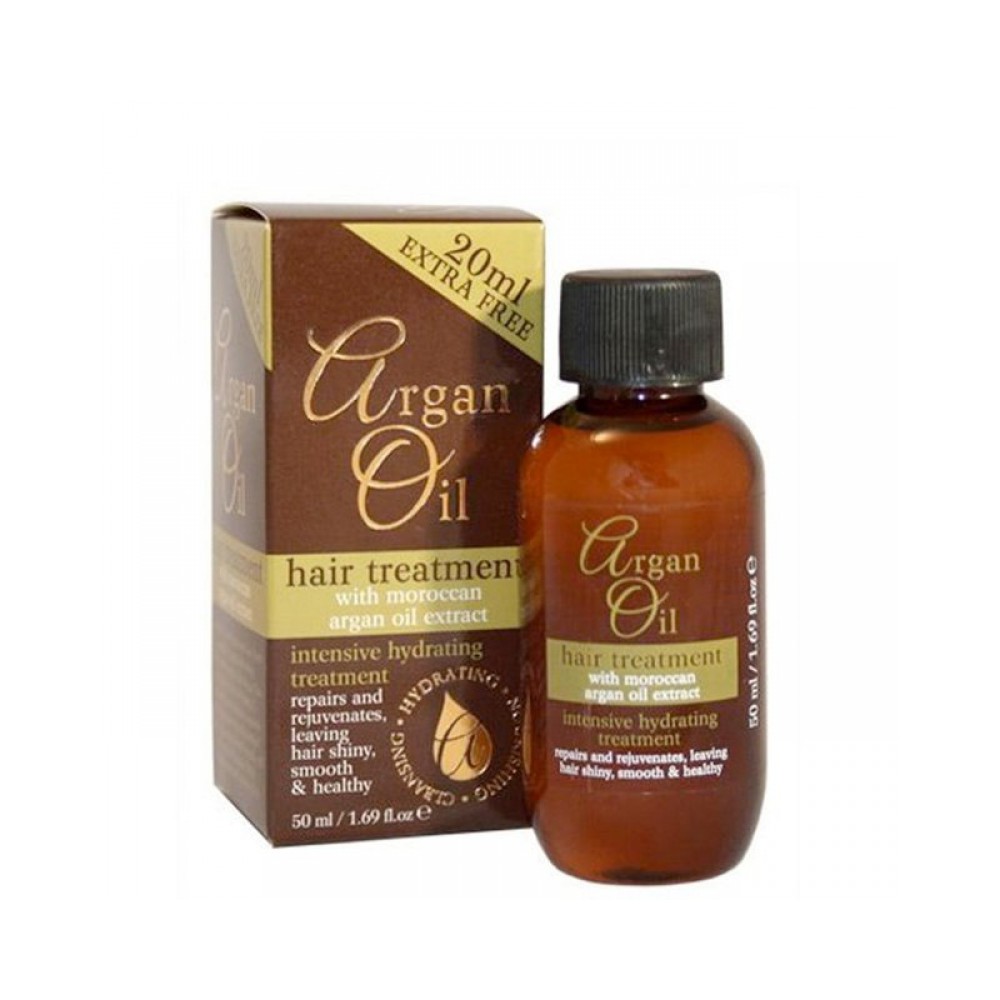 20ml
EXTRA FREE
Argan
Oil
hair treatment
with moroccan
argan oil extract
intensive hydrating
treatment
repairs and
rejuvenates,
leaving
hair shiny,
smooth
& healthy
HYDRATING • NOURISHING • CLEANSING •
a
50 ml / 1.69 fl.oz e
Argan
Oil
Argan
Oil
hair treatment
with moroccan
argan oil extract
intensive hydrating
treatment
repairs and rejuvenates, leaving
hair shiny, smooth & healthy
50 ml / 1.69 fl.oz e